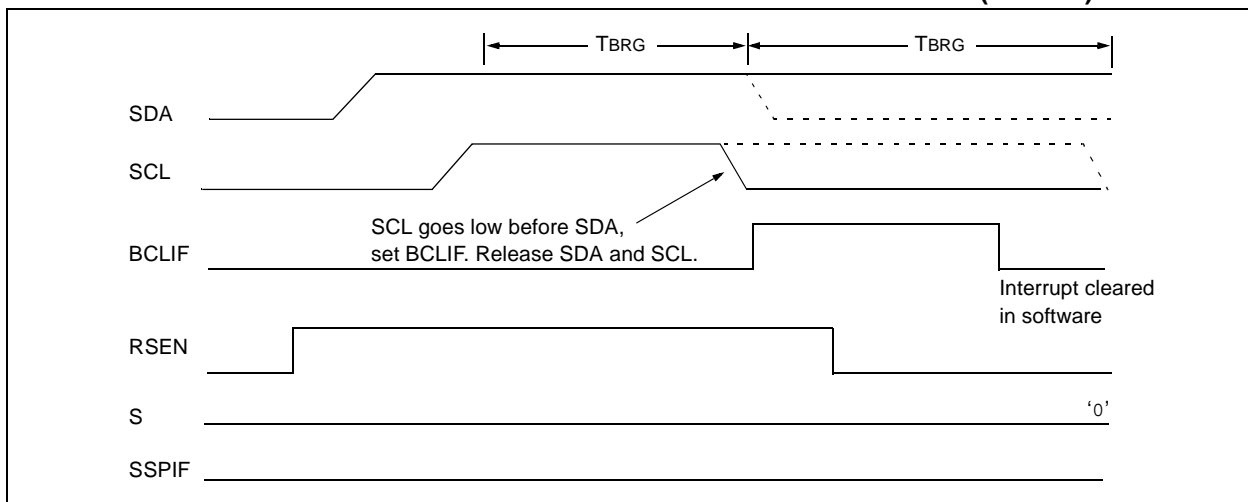 TBRG TBRG
SDA
SCL
SCL goes low before SDA,
set BCLIF. Release SDA and SCL.
BCLIF
Interrupt cleared
in software
RSEN
S
‘0’
SSPIF